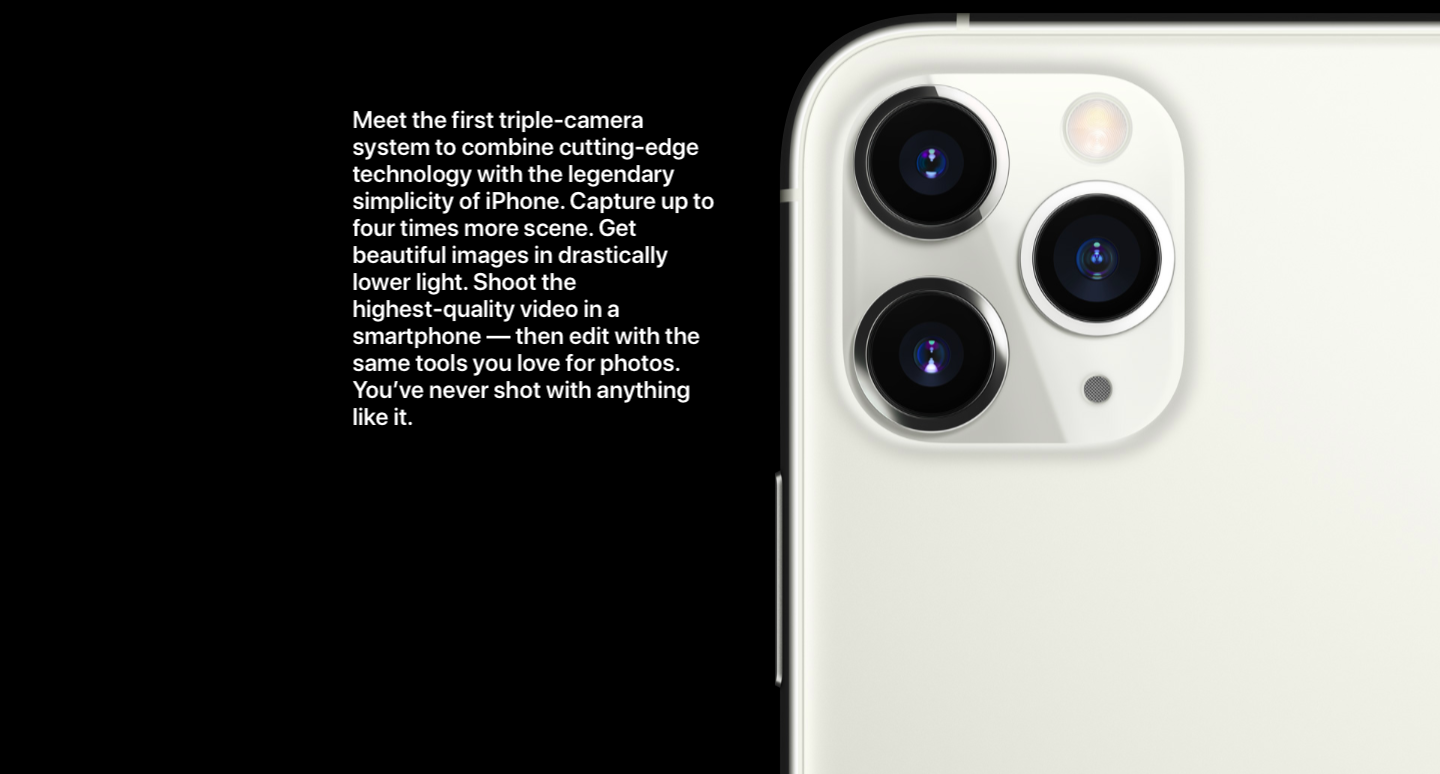 Meet the first triple-camera
system to combine cutting-edge
technology with the legendary
simplicity of iPhone. Capture up to
four times more scene. Get
beautiful images in drastically
lower light. Shoot the
highest-quality video in a
smartphone — then edit with the
same tools you love for photos.
You’ve never shot with anything
like it.